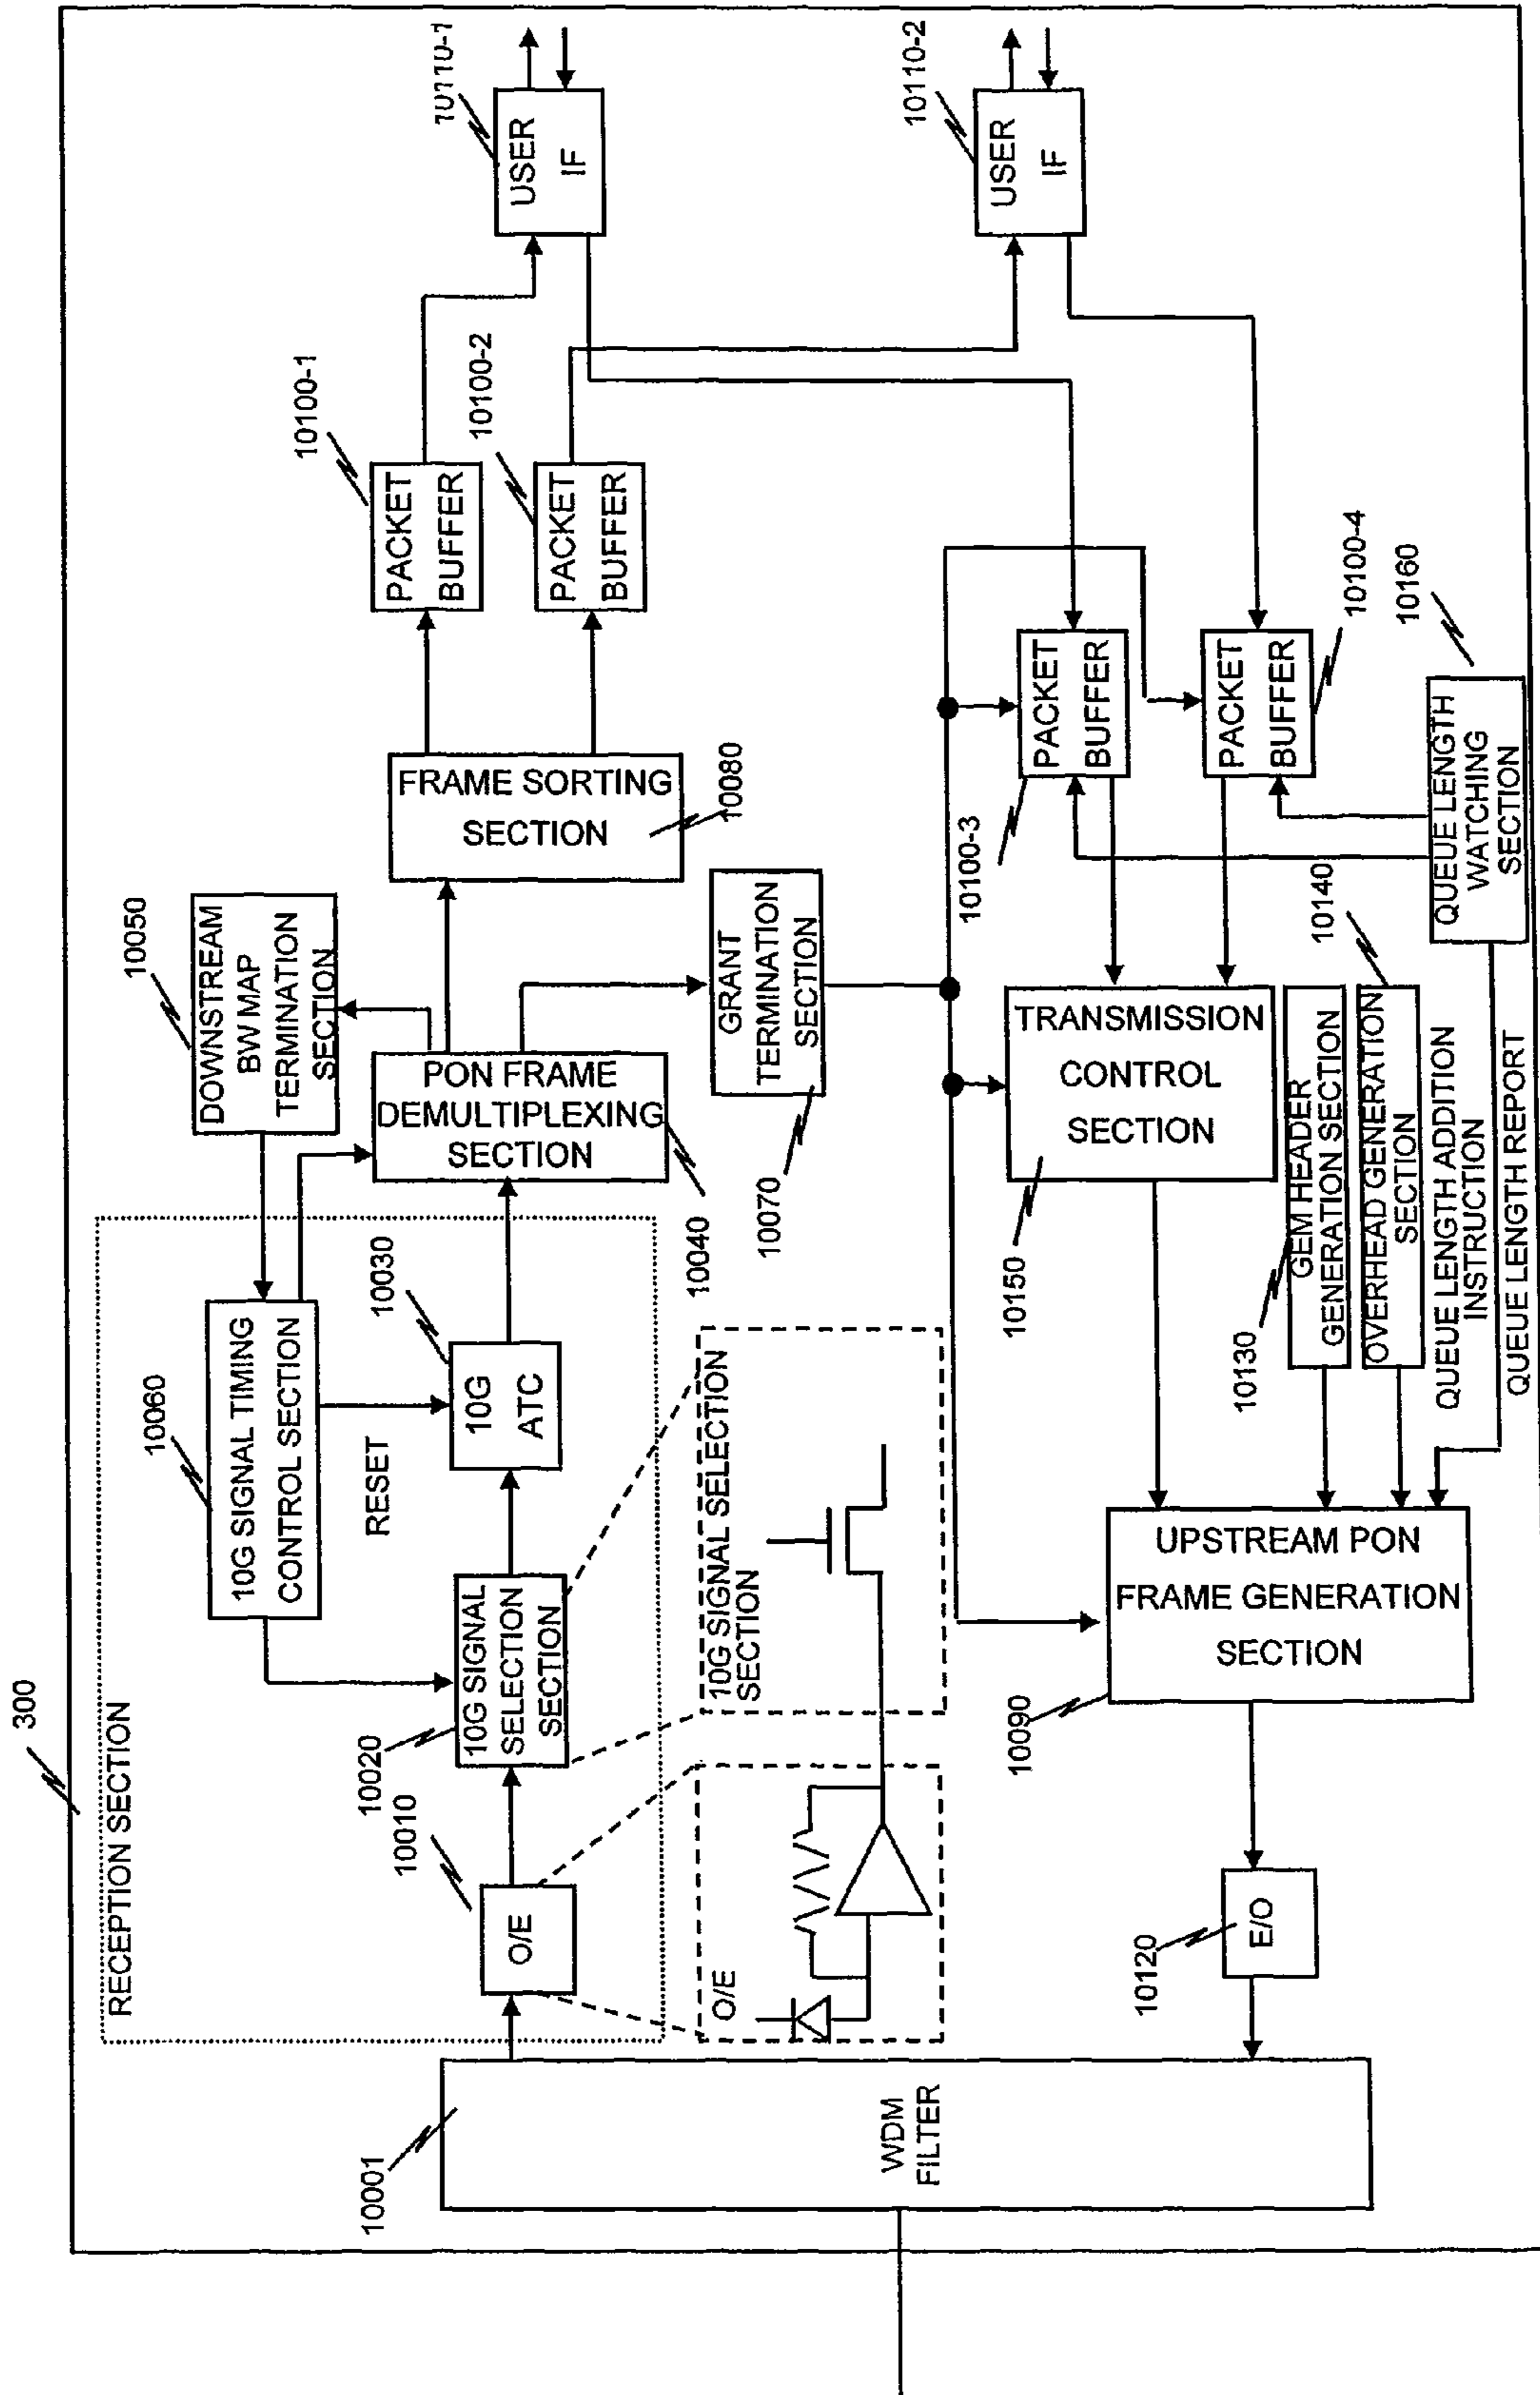 300
RECEPTION SECTION
10060
10G SIGNAL TIMING
CONTROL SECTION
RESET
10050
DOWNSTREAM
BW MAP
TERMINATION
SECTION
10001
WDM
FILTER
10010
O/E
10020
10G SIGNAL
SELECTION
SECTION
10030
10G
ATC
PON FRAME
DEMULTIPLEXING
SECTION
10040
FRAME SORTING
SECTION
10080
10100-1
PACKET
BUFFER
10100-2
PACKET
BUFFER
10110-1
USER
IF
10110-2
USER
IF
O/E
10G SIGNAL SELECTION
SECTION
GRANT
TERMINATION
SECTION
10070
10100-3
PACKET
BUFFER
PACKET
BUFFER
10100-4
TRANSMISSION
CONTROL
SECTION
10150
10130
GEM HEADER
GENERATION SECTION
10140
OVERHEAD GENERATION
SECTION
10160
QUEUE LENGTH
WATCHING
SECTION
QUEUE LENGTH ADDITION
INSTRUCTION
QUEUE LENGTH REPORT
UPSTREAM PON
FRAME GENERATION
SECTION
10090
10120
E/O